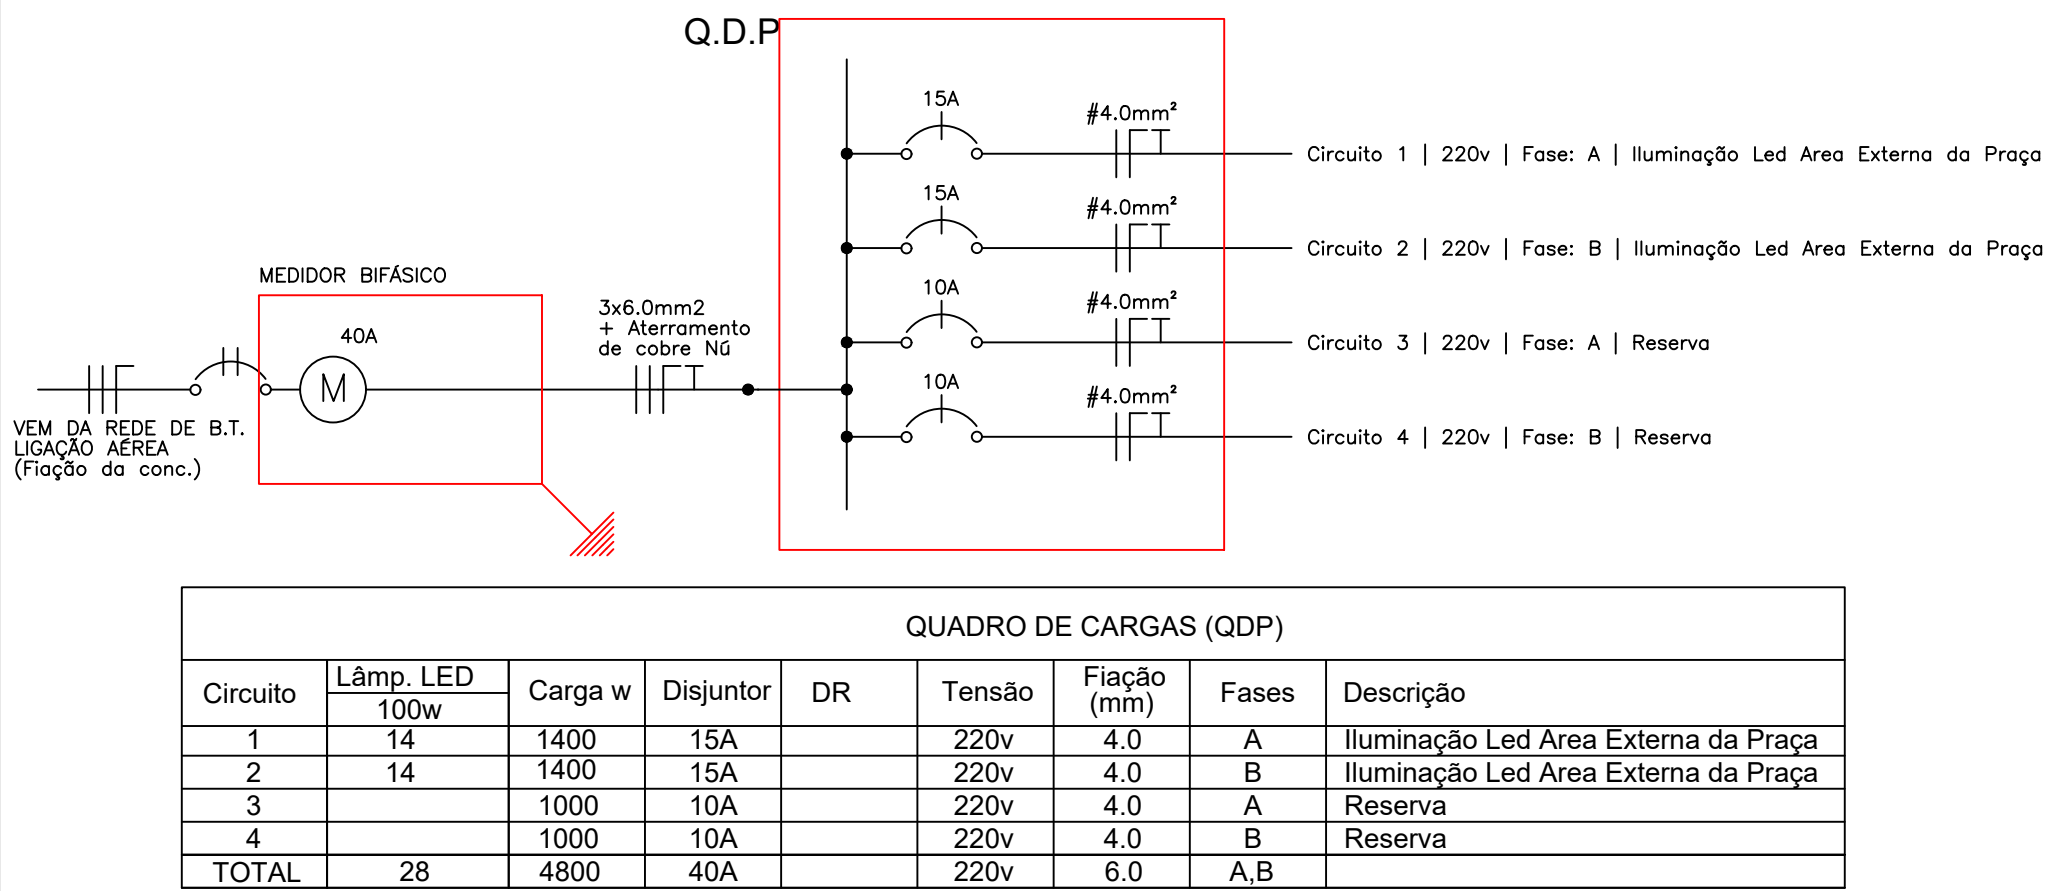 Q.D.P
15A
#4.0mm²
Circuito 1 | 220v | Fase: A | Iluminação Led Area Externa da Praça
15A
#4.0mm²
Circuito 2 | 220v | Fase: B | Iluminação Led Area Externa da Praça
MEDIDOR BIFÁSICO
10A
#4.0mm²
3x6.0mm2
+ Aterramento
de cobre Nú
40A
Circuito 3 | 220v | Fase: A | Reserva
M
10A
#4.0mm²
VEM DA REDE DE B.T.
LIGAÇÃO AÉREA
(Fiação da conc.)
Circuito 4 | 220v | Fase: B | Reserva
QUADRO DE CARGAS (QDP)
Circuito Lâmp. LED 100w Carga w Disjuntor DR Tensão Fiação (mm) Fases Descrição
1 14 1400 15A 220v 4.0 A Iluminação Led Area Externa da Praça
2 14 1400 15A 220v 4.0 B Iluminação Led Area Externa da Praça
3 1000 10A 220v 4.0 A Reserva
4 1000 10A 220v 4.0 B Reserva
TOTAL 28 4800 40A 220v 6.0 A,B